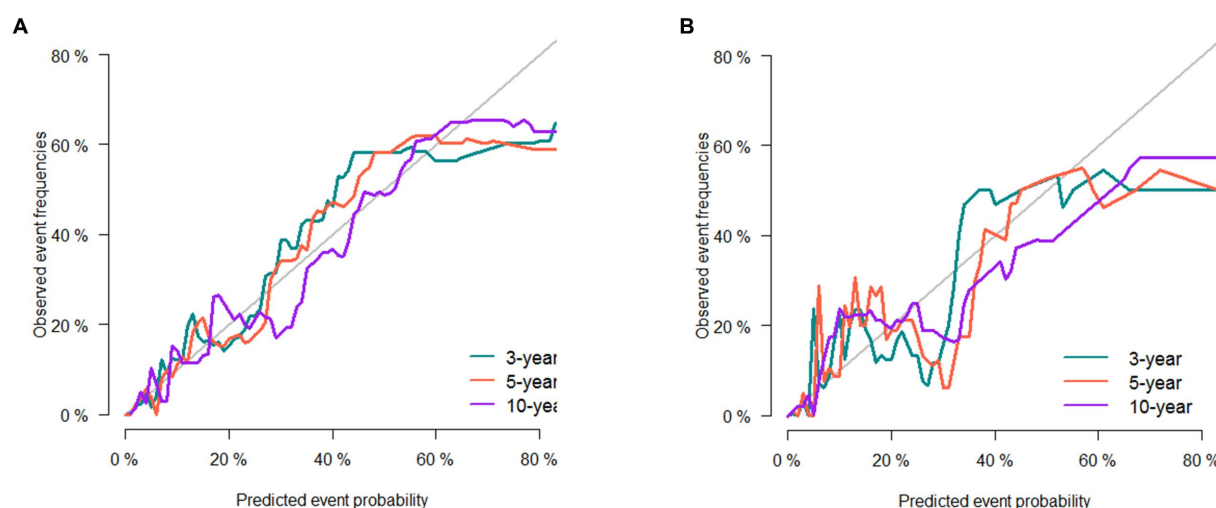 A
Observed event frequencies
80 %
60 %
40 %
20 %
0 %
0 %
20 %
40 %
60 %
80 %
Predicted event probability
3-year
5-year
10-yea
B
Observed event frequencies
80 %
60 %
40 %
20 %
0 %
0 %
20 %
40 %
60 %
80 %
Predicted event probability
3-year
5-year
10-year